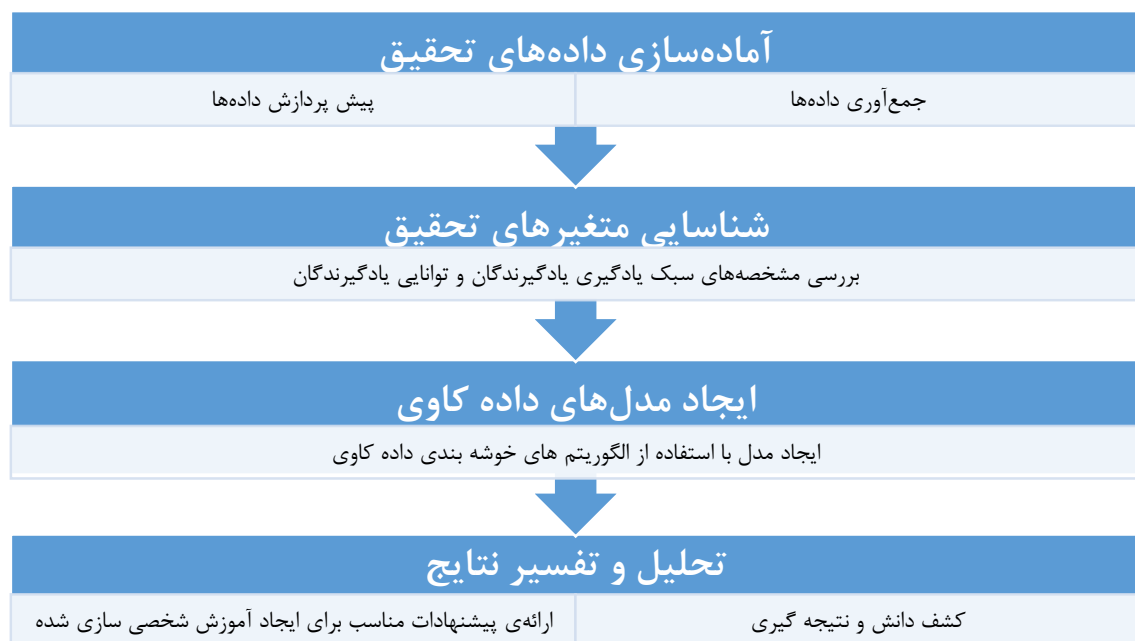 آماده‌سازی داده‌های تحقیق
جمع‌آوری داده‌ها
پیش پردازش داده‌ها
شناسایی متغیرهای تحقیق
بررسی مشخصه‌های سبک یادگیری یادگیرندگان و توانایی یادگیرندگان
ایجاد مدل‌های داده کاوی
ایجاد مدل با استفاده از الگوریتم های خوشه بندی داده کاوی
تحلیل و تفسیر نتایج
کشف دانش و نتیجه گیری
ارائه‌ی پیشنهادات مناسب برای ایجاد آموزش شخصی سازی شده